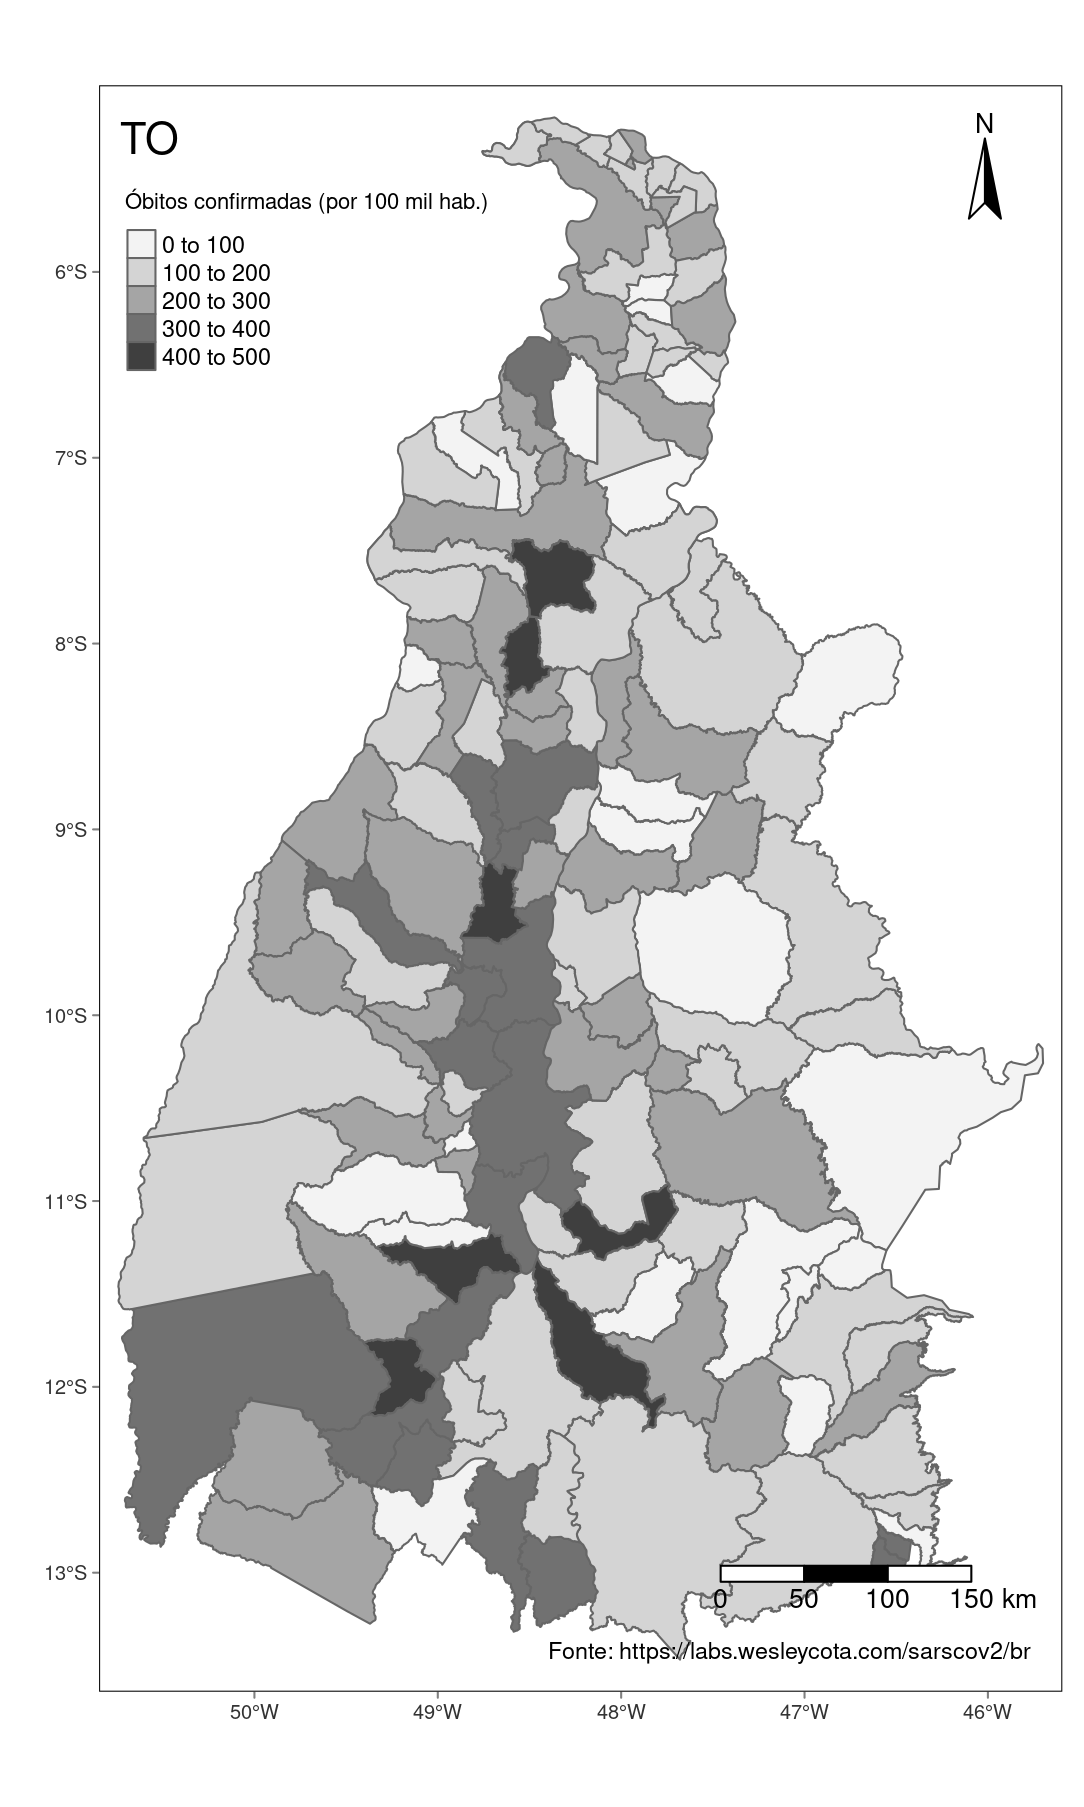 TO
N
Óbitos confirmadas (por 100 mil hab.)
0 to 100
100 to 200
200 to 300
300 to 400
400 to 500
6°S
7°S
8°S
9°S
10°S
11°S
12°S
13°S
0 50 100 150 km
Fonte: https://labs.wesleycota.com/sarscov2/br
50°W 49°W 48°W 47°W 46°W